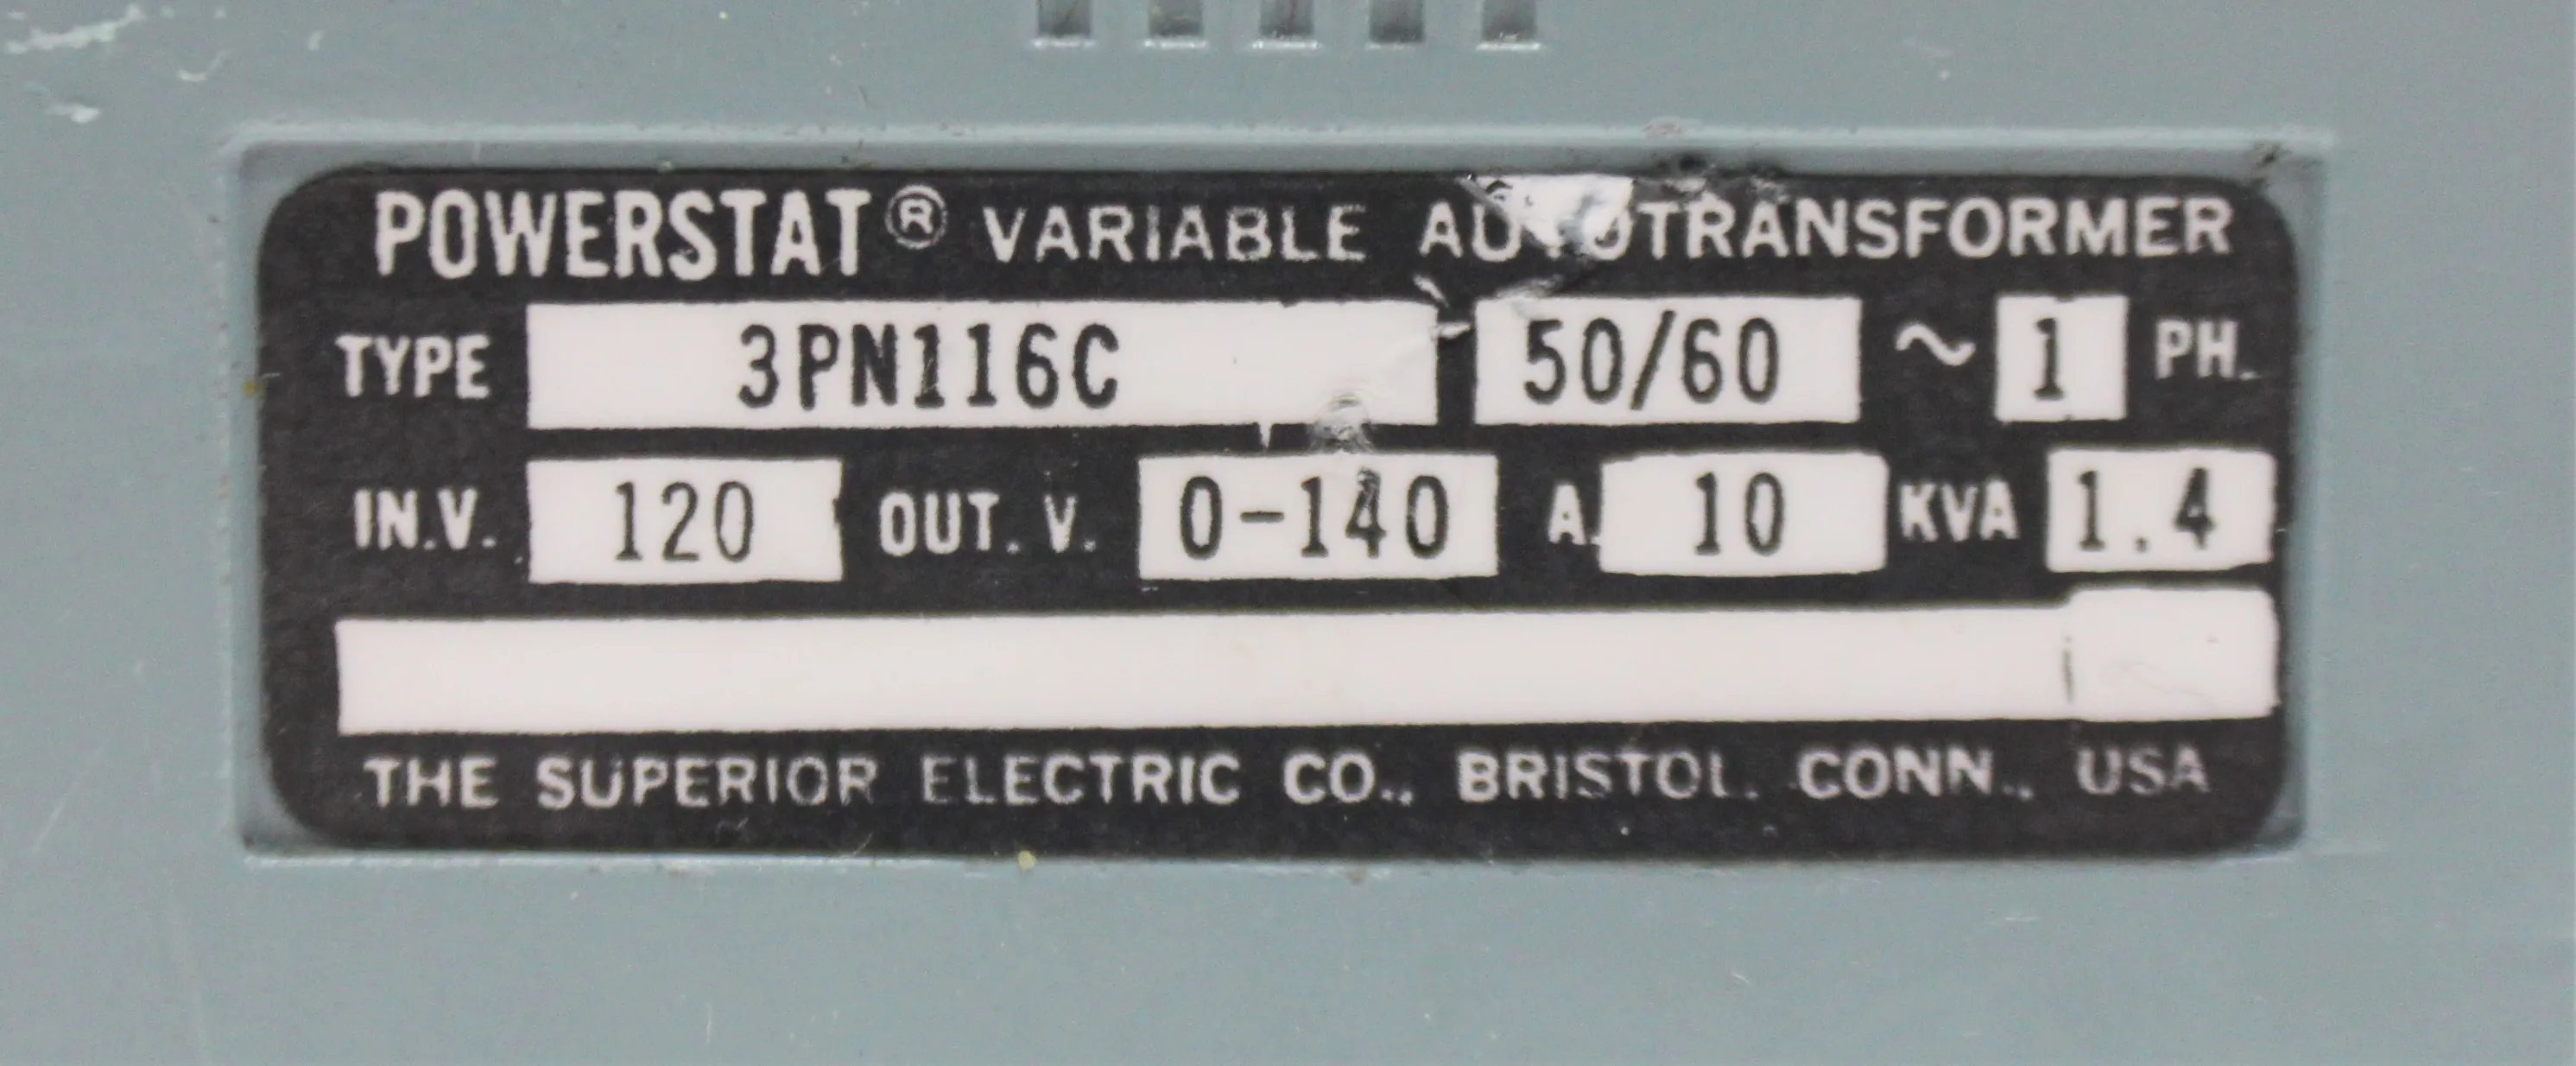 POWERSTAT® VARIABLE AUTOTRANSFORMER
TYPE 3PN116C 50/60 ~ 1 PH.
IN.V. 120 OUT. V. 0-140 A. 10 KVA 1.4
THE SUPERIOR ELECTRIC CO., BRISTOL, CONN., USA